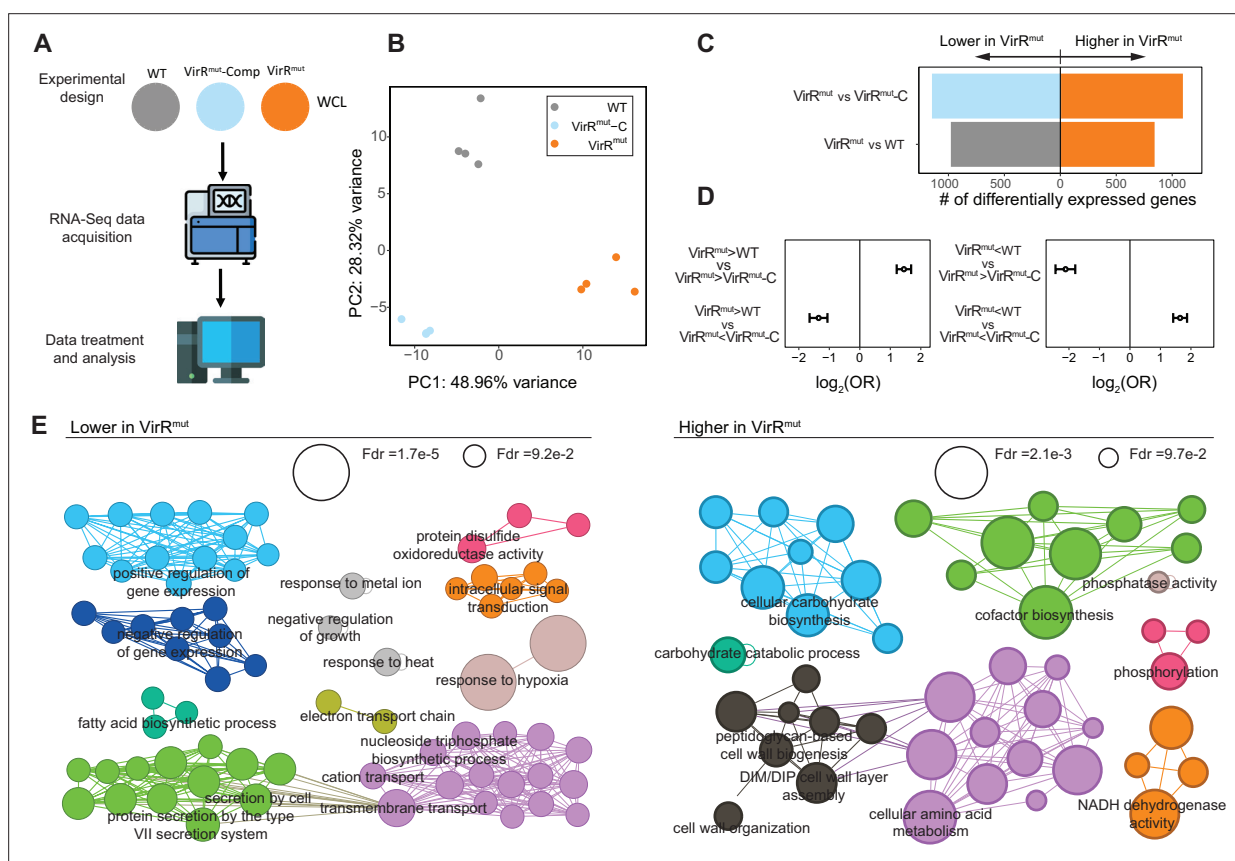 A
Experimental
design
WT
VirRmut-Comp
VirRmut
WCL
RNA-Seq data
acquisition
Data treatment
and analysis
B
WT
VirRmut−C
VirRmut
10
5
0
−5
−10
0
10
PC2: 28.32% variance
PC1: 48.96% variance
C
Lower in VirRmut
Higher in VirRmut
VirRmut vs VirRmut-C
VirRmut vs WT
1000
500
0
500
1000
# of differentially expressed genes
D
VirRmut>WT
vs
VirRmut>VirRmut-C
VirRmut>WT
vs
VirRmut<VirRmut-C
−2
−1
0
1
2
log2(OR)
VirRmut<WT
vs
VirRmut>VirRmut-C
VirRmut<WT
vs
VirRmut<VirRmut-C
−2
−1
0
1
2
log2(OR)
E
Lower in VirRmut
Fdr =1.7e-5
Fdr =9.2e-2
positive regulation of
gene expression
protein disulfide
oxidoreductase activity
response to metal ion
intracellular signal
transduction
negative regulation
of gene expression
negative regulation
of growth
response to heat
response to hypoxia
fatty acid biosynthetic process
electron transport chain
nucleoside triphosphate
biosynthetic process
cation transport
secretion by cell
transmembrane transport
protein secretion by the type
VII secretion system
Higher in VirRmut
Fdr =2.1e-3
Fdr =9.7e-2
cellular carbohydrate
biosynthesis
cofactor biosynthesis
phosphatase activity
carbohydrate catabolic process
phosphorylation
peptidoglycan-based
cell wall biogenesis
DIM/DIP cell wall layer
assembly
cell wall organization
cellular amino acid
metabolism
NADH dehydrogenase
activity